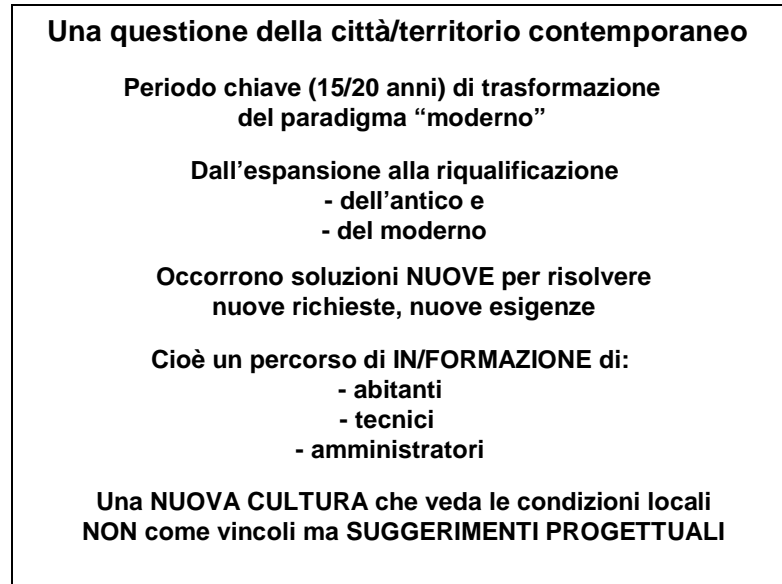 Una questione della città/territorio contemporaneo
Periodo chiave (15/20 anni) di trasformazione
del paradigma “moderno”
Dall’espansione alla riqualificazione
- dell’antico e
- del moderno
Occorrono soluzioni NUOVE per risolvere
nuove richieste, nuove esigenze
Cioè un percorso di IN/FORMAZIONE di:
- abitanti
- tecnici
- amministratori
Una NUOVA CULTURA che veda le condizioni locali
NON come vincoli ma SUGGERIMENTI PROGETTUALI